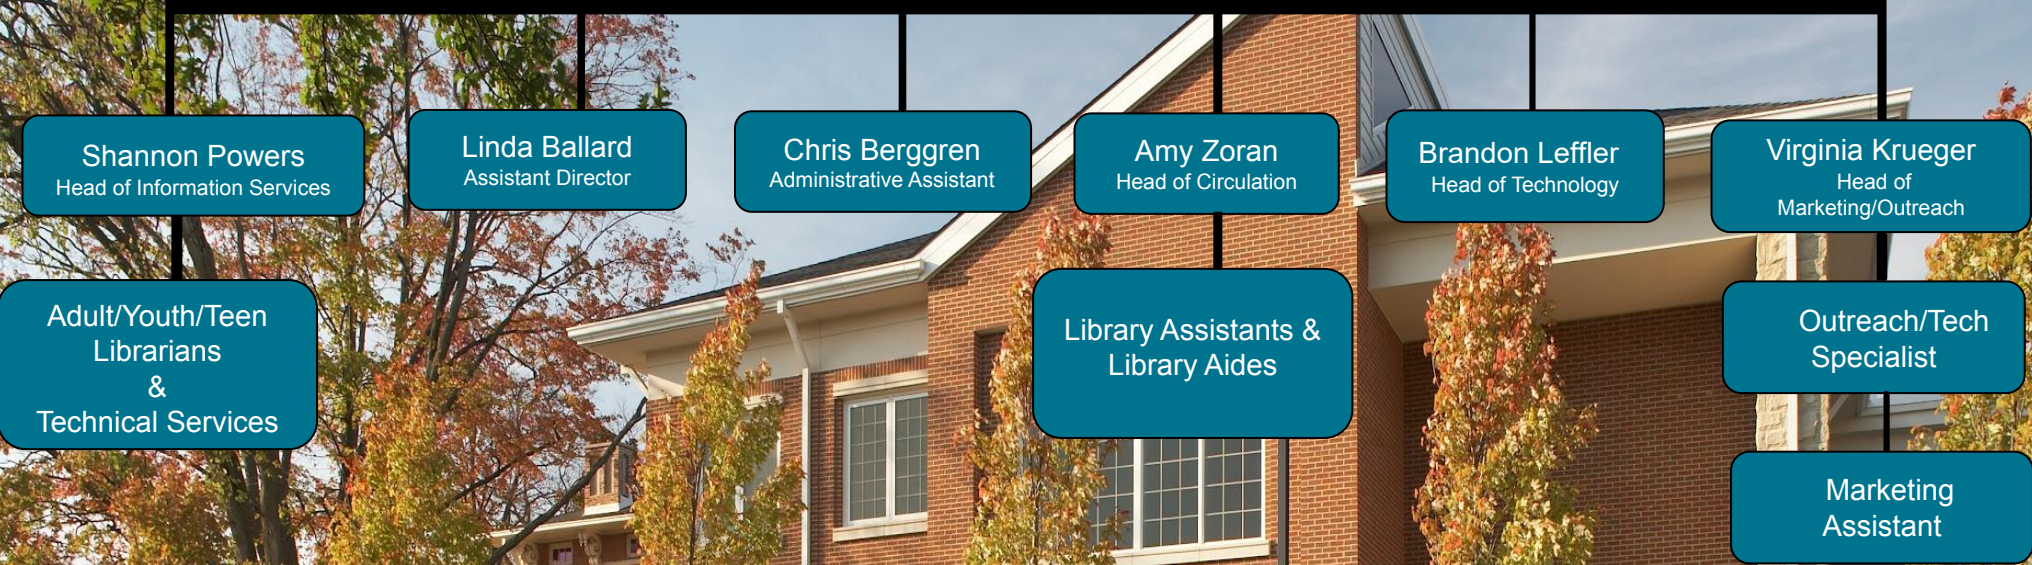 Shannon Powers
Head of Information Services
Linda Ballard
Assistant Director
Chris Berggren
Administrative Assistant
Amy Zoran
Head of Circulation
Brandon Leffler
Head of Technology
Virginia Krueger
Head of
Marketing/Outreach
Adult/Youth/Teen
Librarians
&
Technical Services
Library Assistants &
Library Aides
Outreach/Tech
Specialist
Marketing
Assistant